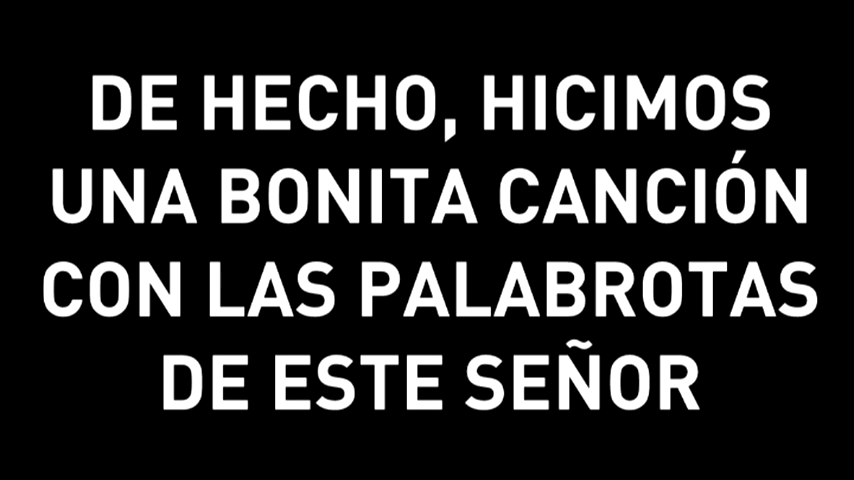 DE HECHO, HICIMOS
UNA BONITA CANCIÓN
CON LAS PALABROTAS
DE ESTE SEÑOR